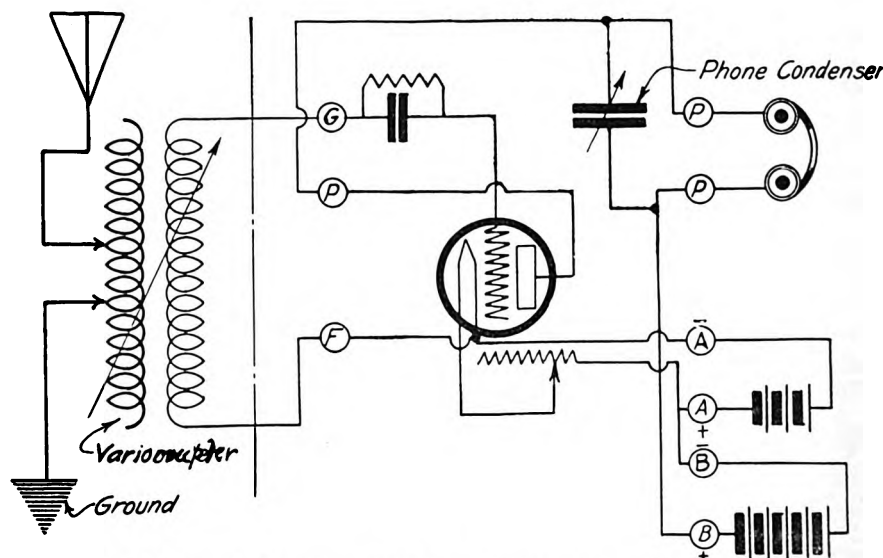 Phone Condenser
G
P
P
P
F
Ā
A
+
B̄
B
+
Variocoupler
Ground